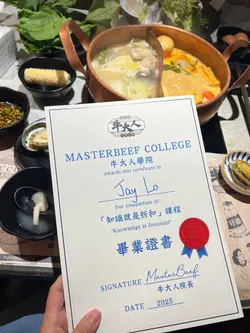 牛大人
MASTERBEEF COLLEGE
牛大人學院
awards this certificate to
Jay Lo
For completion of
「知識就是折扣」課程
'Knowledge is Discount'
畢業證書
SIGNATURE MasterBeef
牛大人院長
DATE 2025